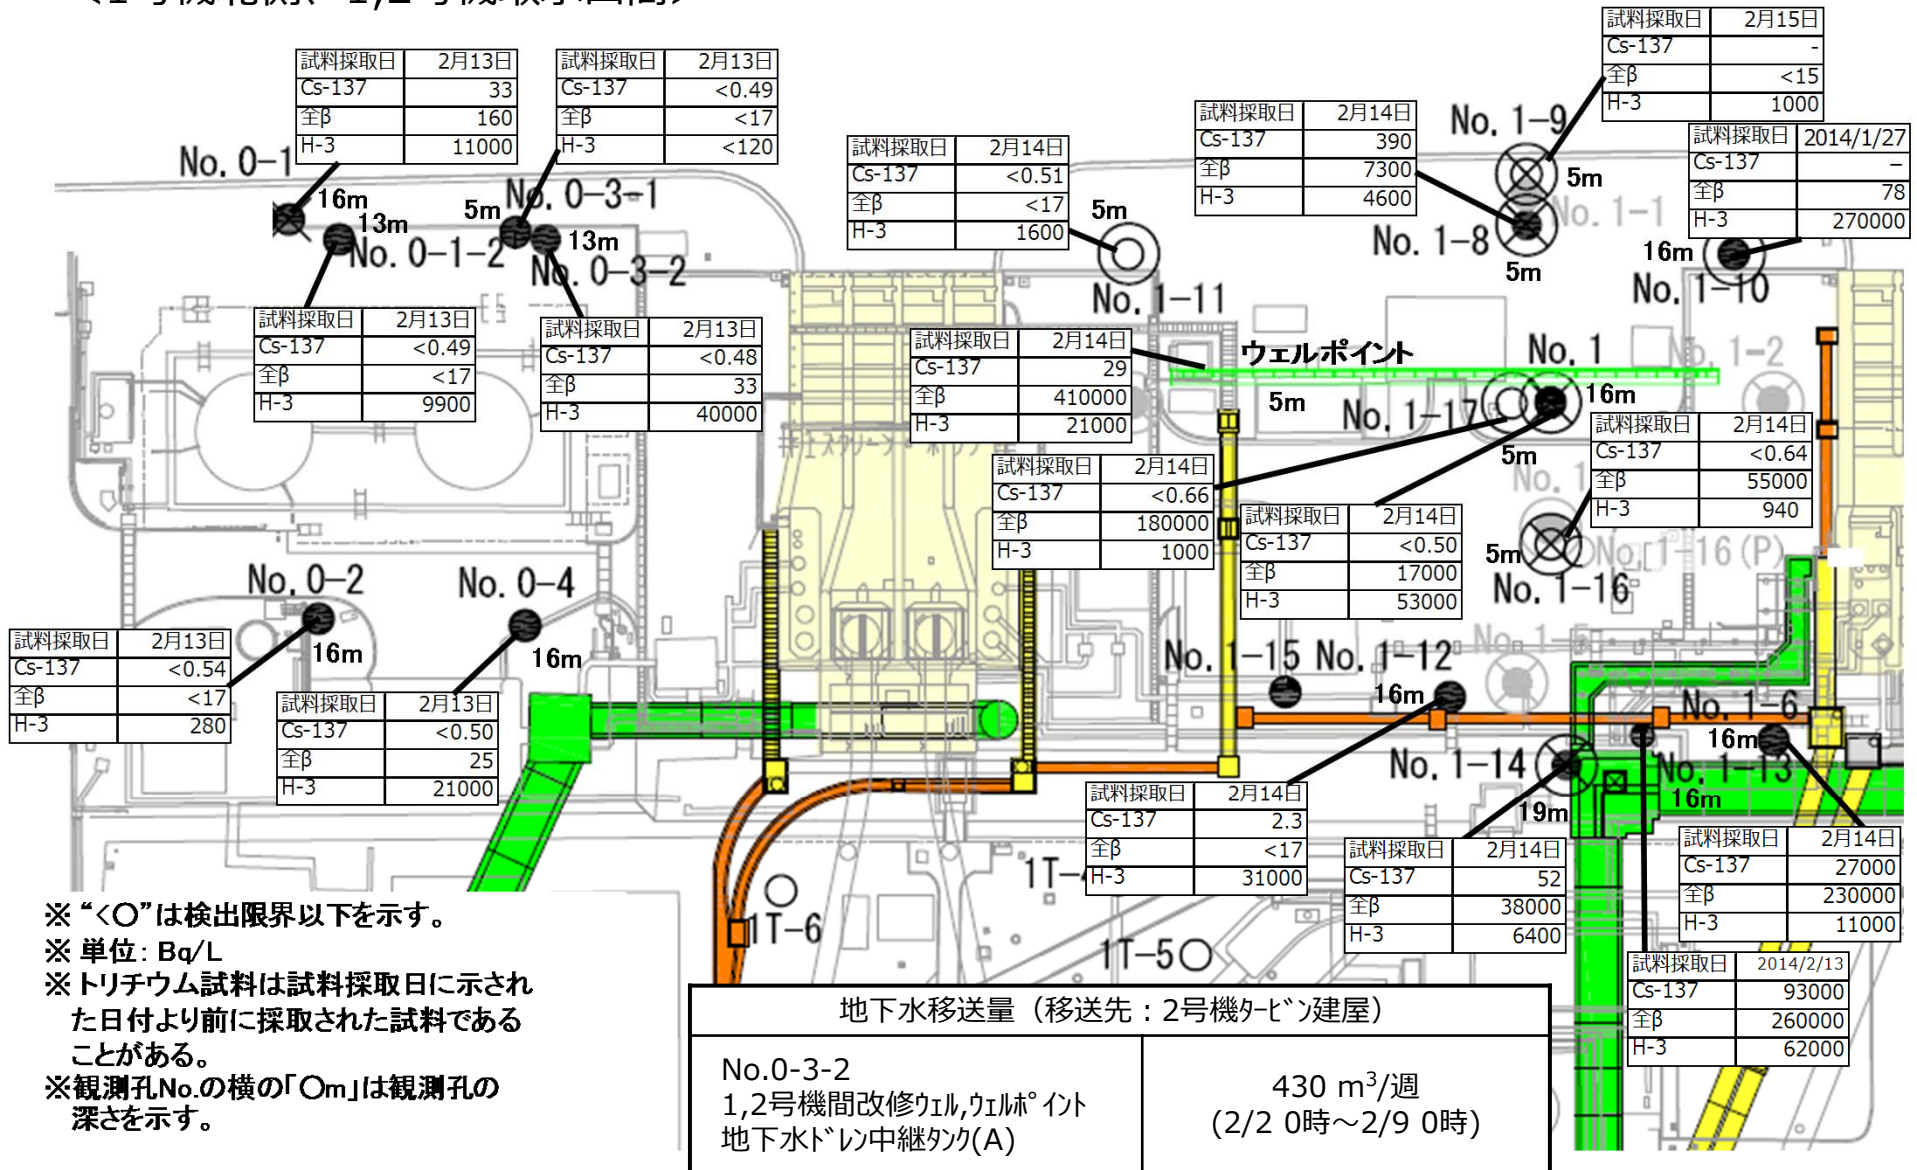 試料採取日 2月13日
Cs-137 33
全β 160
H-3 11000
試料採取日 2月13日
Cs-137 <0.49
全β <17
H-3 <120
試料採取日 2月14日
Cs-137 <0.51
全β <17
H-3 1600
試料採取日 2月14日
Cs-137 390
全β 7300
H-3 4600
試料採取日 2月15日
Cs-137 -
全β <15
H-3 1000
試料採取日 2014/1/27
Cs-137 –
全β 78
H-3 270000
No. 0-1
16m
13m
No. 0-1-2
5m
No. 0-3-1
13m
No. 0-3-2
5m
No. 1-11
No. 1-9
5m
No. 1-1
No. 1-8
5m
16m
No. 1-10
試料採取日 2月13日
Cs-137 <0.49
全β <17
H-3 9900
試料採取日 2月13日
Cs-137 <0.48
全β 33
H-3 40000
試料採取日 2月14日
Cs-137 29
全β 410000
H-3 21000
ウェルポイント
5m
No. 1
16m
No. 1-17
5m
試料採取日 2月14日
Cs-137 <0.66
全β 180000
H-3 1000
試料採取日 2月14日
Cs-137 <0.50
全β 17000
H-3 53000
試料採取日 2月14日
Cs-137 <0.64
全β 55000
H-3 940
5m
No. 1-16(P)
No. 1-16
No. 0-2
16m
No. 0-4
16m
試料採取日 2月13日
Cs-137 <0.54
全β <17
H-3 280
試料採取日 2月13日
Cs-137 <0.50
全β 25
H-3 21000
No. 1-15
No. 1-12
16m
No. 1-6
16m
No. 1-14
19m
No. 1-13
16m
試料採取日 2月14日
Cs-137 2.3
全β <17
H-3 31000
試料採取日 2月14日
Cs-137 52
全β 38000
H-3 6400
試料採取日 2月14日
Cs-137 27000
全β 230000
H-3 11000
試料採取日 2014/2/13
Cs-137 93000
全β 260000
H-3 62000
1T-6
1T-5
※ “<○”は検出限界以下を示す。
※ 単位: Bq/L
※ トリチウム試料は試料採取日に示され
た日付より前に採取された試料である
ことがある。
※観測孔No.の横の「○m」は観測孔の
深さを示す。
地下水移送量（移送先：2号機ﾀｰﾋﾞﾝ建屋）
No.0-3-2
1,2号機間改修ｳｪﾙ,ｳｪﾙﾎﾟｲﾝﾄ
地下水ﾄﾞﾚﾝ中継ﾀﾝｸ(A)
430 m³/週
(2/2 0時～2/9 0時)